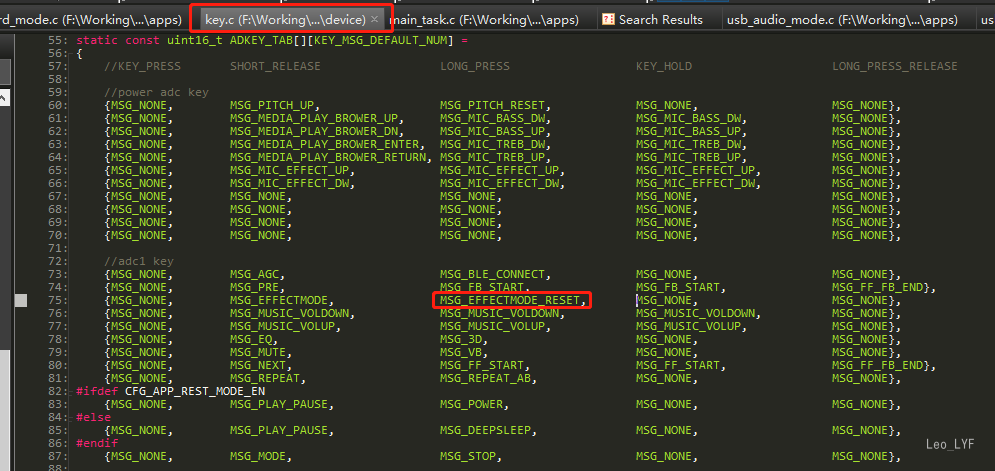 rd_mode.c (F:\Working\...\apps) key.c (F:\Working\...\device) × main_task.c (F:\Working\...\apps) Search Results usb_audio_mode.c (F:\Working\...\apps) us
55: static const uint16_t ADKEY_TAB[][KEY_MSG_DEFAULT_NUM] =
56: {
57: //KEY_PRESS SHORT_RELEASE LONG_PRESS KEY_HOLD LONG_PRESS_RELEASE
58:
59: //power adc key
60: {MSG_NONE, MSG_PITCH_UP, MSG_PITCH_RESET, MSG_NONE, MSG_NONE},
61: {MSG_NONE, MSG_MEDIA_PLAY_BROWER_UP, MSG_MIC_BASS_DW, MSG_MIC_BASS_DW, MSG_NONE},
62: {MSG_NONE, MSG_MEDIA_PLAY_BROWER_DN, MSG_MIC_BASS_UP, MSG_MIC_BASS_UP, MSG_NONE},
63: {MSG_NONE, MSG_MEDIA_PLAY_BROWER_ENTER, MSG_MIC_TREB_DW, MSG_MIC_TREB_DW, MSG_NONE},
64: {MSG_NONE, MSG_MEDIA_PLAY_BROWER_RETURN, MSG_MIC_TREB_UP, MSG_MIC_TREB_UP, MSG_NONE},
65: {MSG_NONE, MSG_MIC_EFFECT_UP, MSG_MIC_EFFECT_UP, MSG_MIC_EFFECT_UP, MSG_NONE},
66: {MSG_NONE, MSG_MIC_EFFECT_DW, MSG_MIC_EFFECT_DW, MSG_MIC_EFFECT_DW, MSG_NONE},
67: {MSG_NONE, MSG_NONE, MSG_NONE, MSG_NONE, MSG_NONE},
68: {MSG_NONE, MSG_NONE, MSG_NONE, MSG_NONE, MSG_NONE},
69: {MSG_NONE, MSG_NONE, MSG_NONE, MSG_NONE, MSG_NONE},
70: {MSG_NONE, MSG_NONE, MSG_NONE, MSG_NONE, MSG_NONE},
71:
72: //adc1 key
73: {MSG_NONE, MSG_AGC, MSG_BLE_CONNECT, MSG_NONE, MSG_NONE},
74: {MSG_NONE, MSG_PRE, MSG_FB_START, MSG_FB_START, MSG_FF_FB_END},
75: {MSG_NONE, MSG_EFFECTMODE, MSG_EFFECTMODE_RESET, MSG_NONE, MSG_NONE},
76: {MSG_NONE, MSG_MUSIC_VOLDOWN, MSG_MUSIC_VOLDOWN, MSG_MUSIC_VOLDOWN, MSG_NONE},
77: {MSG_NONE, MSG_MUSIC_VOLUP, MSG_MUSIC_VOLUP, MSG_MUSIC_VOLUP, MSG_NONE},
78: {MSG_NONE, MSG_EQ, MSG_3D, MSG_NONE, MSG_NONE},
79: {MSG_NONE, MSG_MUTE, MSG_VB, MSG_NONE, MSG_NONE},
80: {MSG_NONE, MSG_NEXT, MSG_FF_START, MSG_FF_START, MSG_FF_FB_END},
81: {MSG_NONE, MSG_REPEAT, MSG_REPEAT_AB, MSG_NONE, MSG_NONE},
82: #ifdef CFG_APP_REST_MODE_EN
83: {MSG_NONE, MSG_PLAY_PAUSE, MSG_POWER, MSG_NONE, MSG_NONE},
84: #else
85: {MSG_NONE, MSG_PLAY_PAUSE, MSG_DEEPSLEEP, MSG_NONE, MSG_NONE},
86: #endif
87: {MSG_NONE, MSG_MODE, MSG_STOP, MSG_NONE, MSG_NONE},
88:
Leo_LYF